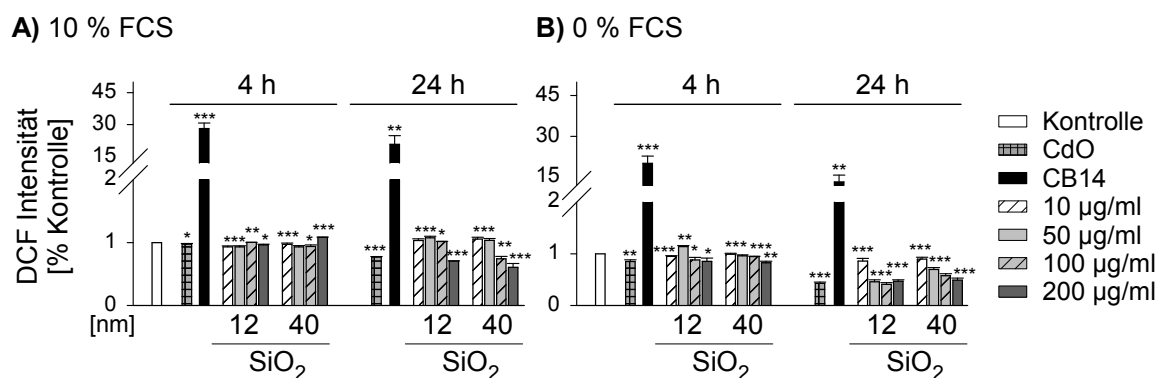 A) 10 % FCS
B) 0 % FCS
DCF Intensität
[% Kontrolle]
45
30
15
2
1
0
4 h
24 h
***
*
***
**
*
***
*
***
**
***
***
*
***
***
**
***
[nm]
12
40
12
40
SiO2
SiO2
45
30
15
2
1
0
4 h
24 h
***
**
***
**
*
*
***
**
***
**
**
***
***
***
***
***
***
***
***
12
40
12
40
SiO2
SiO2
Kontrolle
CdO
CB14
10 µg/ml
50 µg/ml
100 µg/ml
200 µg/ml